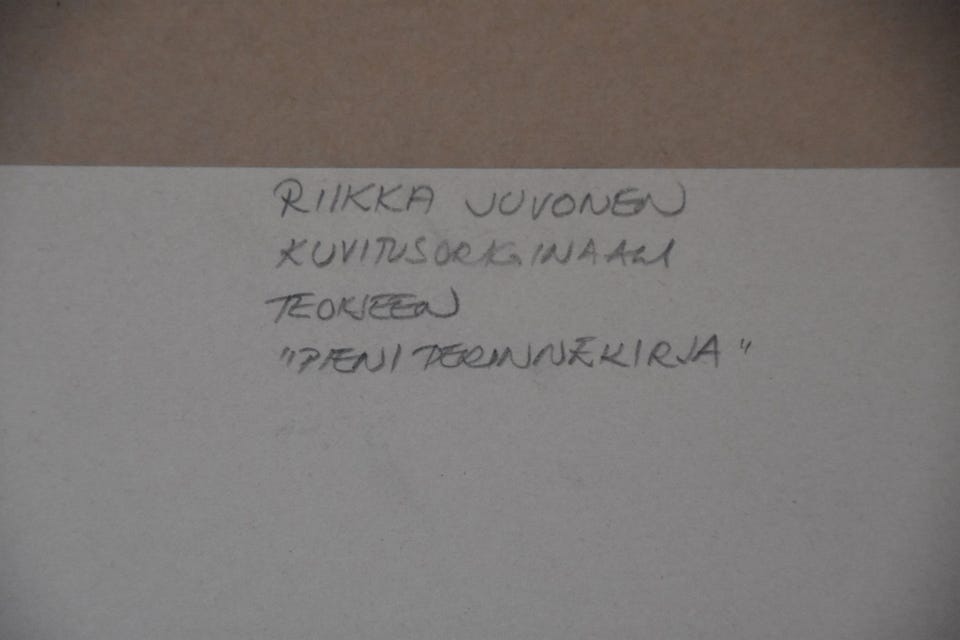 RIIKKA JUVONEN
KUVITUSORIGINAALI
TEOKSEEN
"PIENI PERINNEKIRJA"